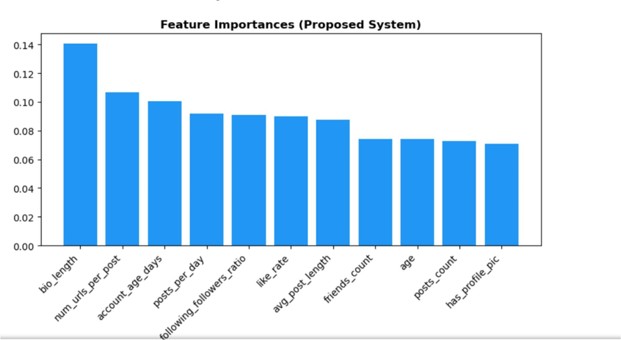 Feature Importances (Proposed System)
0.14
0.12
0.10
0.08
0.06
0.04
0.02
0.00
bio_length
num_urls_per_post
account_age_days
posts_per_day
following_followers_ratio
like_rate
avg_post_length
friends_count
age
posts_count
has_profile_pic